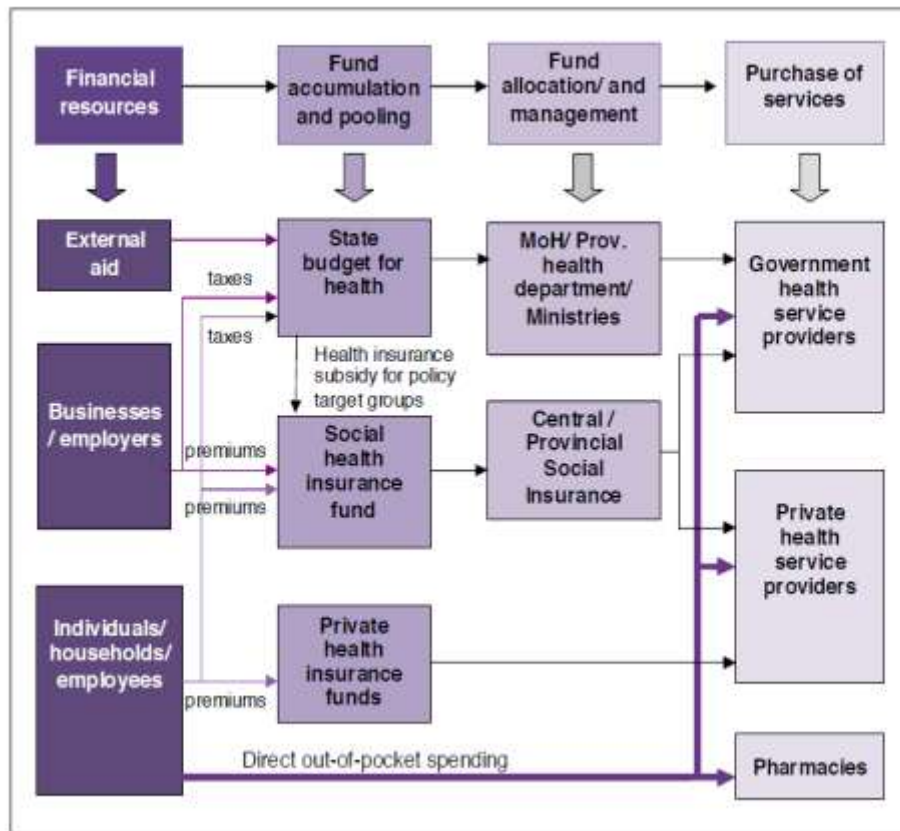 Financial
resources
Fund
accumulation
and pooling
Fund
allocation/ and
management
Purchase of
services
External
aid
taxes
taxes
State
budget for
health
MoH/ Prov.
health
department/
Ministries
Government
health
service
providers
Health insurance
subsidy for policy
target groups
Businesses
/ employers
premiums
premiums
Social
health
insurance
fund
Central /
Provincial
Social
Insurance
Private
health
service
providers
Individuals/
households/
employees
premiums
Private
health
insurance
funds
Direct out-of-pocket spending
Pharmacies